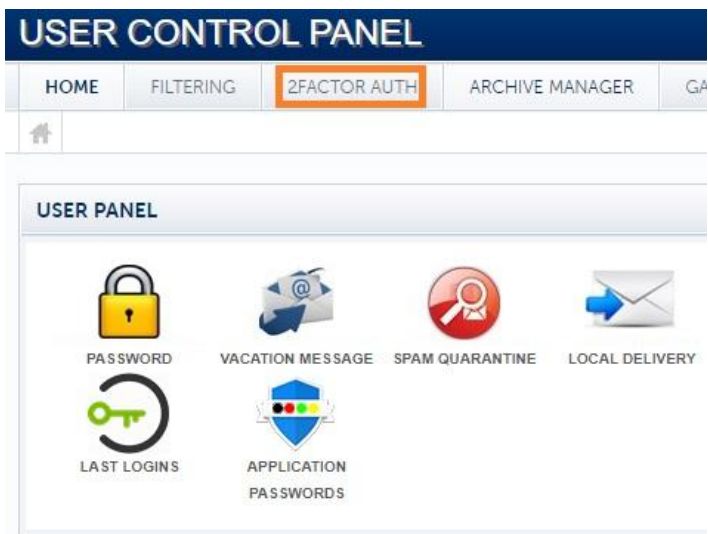 USER CONTROL PANEL
HOME FILTERING 2FACTOR AUTH ARCHIVE MANAGER GA
USER PANEL
PASSWORD VACATION MESSAGE SPAM QUARANTINE LOCAL DELIVERY
LAST LOGINS APPLICATION
PASSWORDS